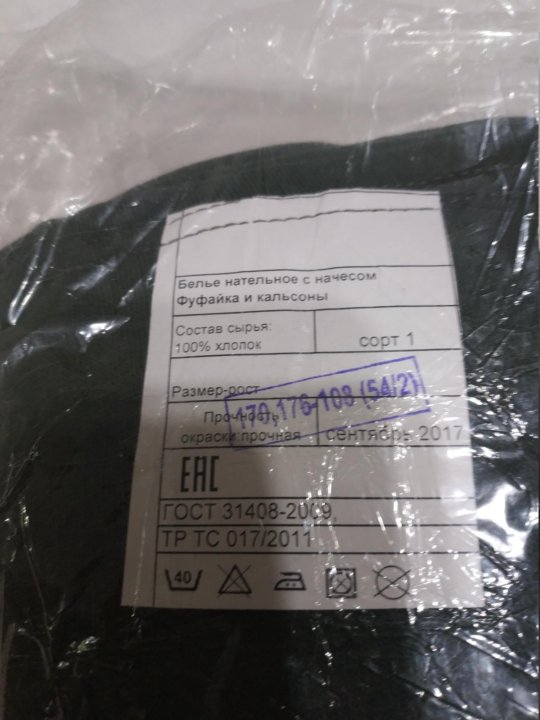 Белье нательное с начесом
Фуфайка и кальсоны
Состав сырья:
100% хлопок
сорт 1
Размер-рост
170,176-108 (54/2)
Прочность
окраски:прочная
сентябрь 2017
ЕАС
ГОСТ 31408-2009,
ТР ТС 017/2011
40